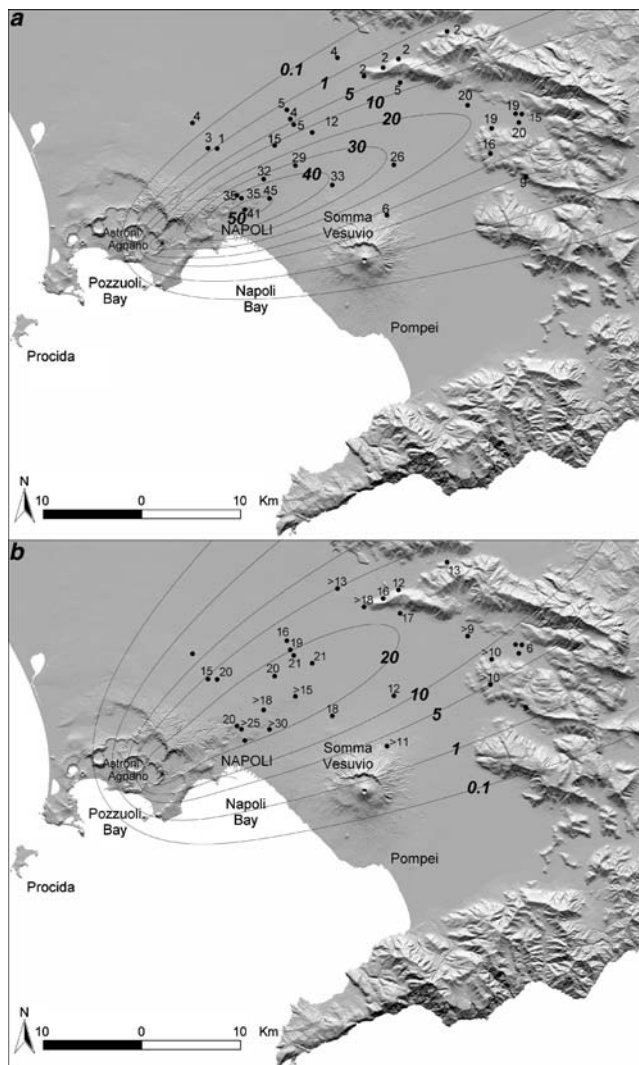 a
4
0.1
2
2
2
1
2
5
5
10
20
4
5
4
5
12
20
19
15
19
20
3
1
15
30
16
32
29
26
9
40
33
35
35
45
6
50
41
NAPOLI
Somma
Vesuvio
Astroni
Agnano
Pozzuoli
Bay
Napoli
Bay
Pompei
Procida
N
10
0
10
Km
b
13
>13
12
16
>18
17
16
19
21
21
>9
>10
6
15
20
20
20
>10
>15
12
10
>18
5
18
20
>25
>30
NAPOLI
Somma
Vesuvio
>11
1
0.1
Astroni
Agnano
Pozzuoli
Bay
Napoli
Bay
Pompei
Procida
N
10
0
10
Km